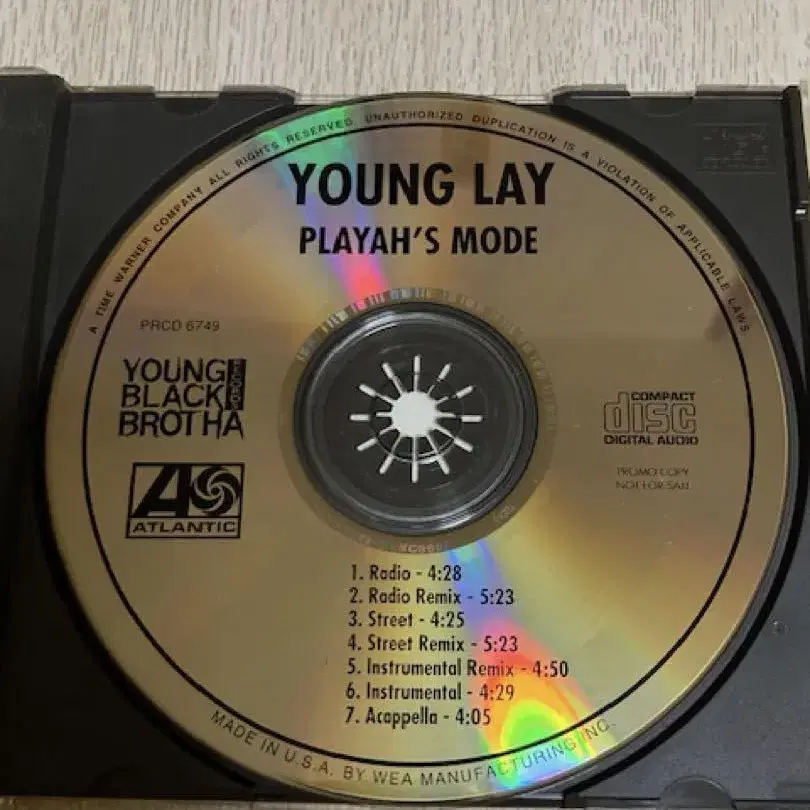 A TIME WARNER COMPANY ALL RIGHTS RESERVED. UNAUTHORIZED DUPLICATION IS A VIOLATION OF APPLICABLE LAWS.
YOUNG LAY
PLAYAH'S MODE
PRCD 6749
YOUNG
BLACK
BROTHA
COMPACT
disc
DIGITAL AUDIO
PROMO COPY
NOT FOR SALE
ATLANTIC
1. Radio - 4:28
2. Radio Remix - 5:23
3. Street - 4:25
4. Street Remix - 5:23
5. Instrumental Remix - 4:50
6. Instrumental - 4:29
7. Acappella - 4:05
MADE IN U.S.A. BY WEA MANUFACTURING INC.